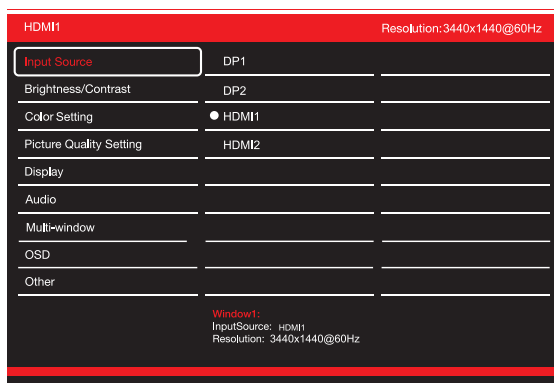 HDMI1 Resolution:3440x1440@60Hz
Input Source DP1
Brightness/Contrast DP2
Color Setting HDMI1
Picture Quality Setting HDMI2
Display
Audio
Multi-window
OSD
Other
Window1:
InputSource: HDMI1
Resolution: 3440x1440@60Hz